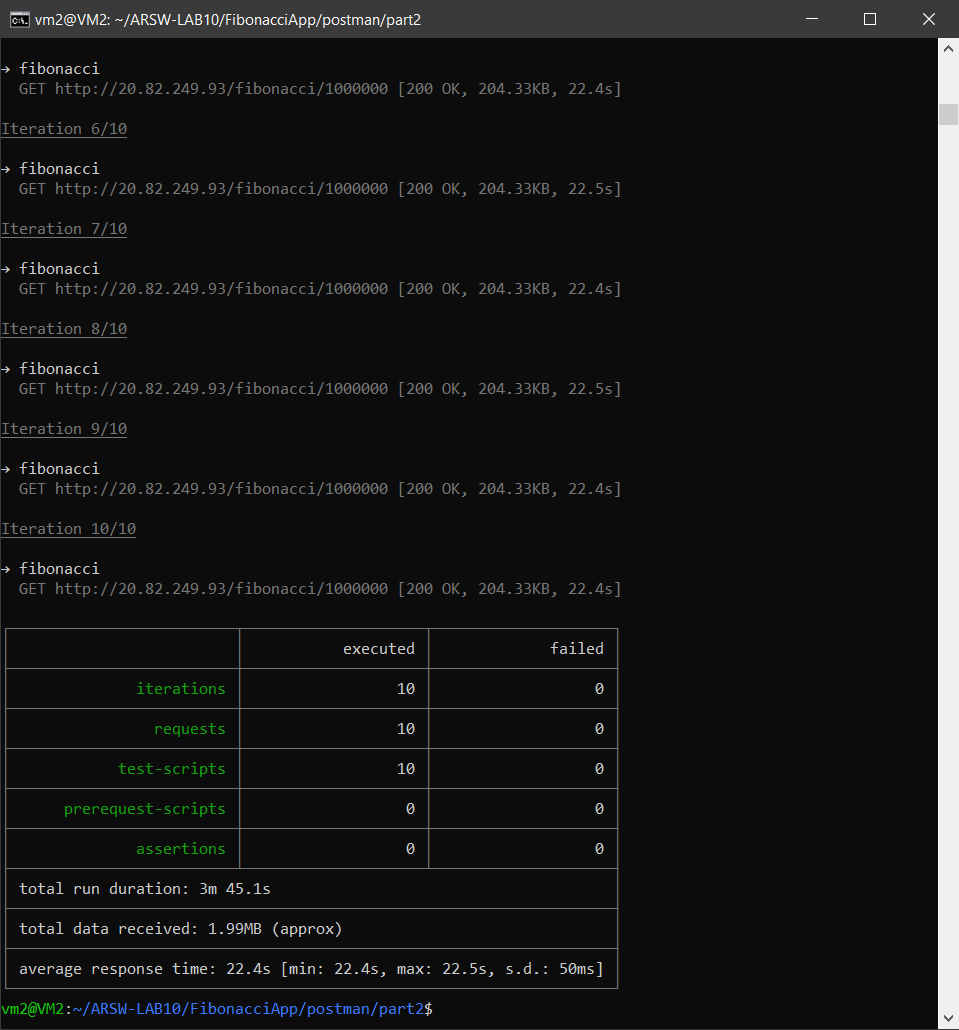 vm2@VM2: ~/ARSW-LAB10/FibonacciApp/postman/part2
→ fibonacci
GET http://20.82.249.93/fibonacci/1000000 [200 OK, 204.33KB, 22.4s]
Iteration 6/10
→ fibonacci
GET http://20.82.249.93/fibonacci/1000000 [200 OK, 204.33KB, 22.5s]
Iteration 7/10
→ fibonacci
GET http://20.82.249.93/fibonacci/1000000 [200 OK, 204.33KB, 22.4s]
Iteration 8/10
→ fibonacci
GET http://20.82.249.93/fibonacci/1000000 [200 OK, 204.33KB, 22.5s]
Iteration 9/10
→ fibonacci
GET http://20.82.249.93/fibonacci/1000000 [200 OK, 204.33KB, 22.4s]
Iteration 10/10
→ fibonacci
GET http://20.82.249.93/fibonacci/1000000 [200 OK, 204.33KB, 22.4s]
executed failed
iterations 10 0
requests 10 0
test-scripts 10 0
prerequest-scripts 0 0
assertions 0 0
total run duration: 3m 45.1s
total data received: 1.99MB (approx)
average response time: 22.4s [min: 22.4s, max: 22.5s, s.d.: 50ms]
vm2@VM2:~/ARSW-LAB10/FibonacciApp/postman/part2$